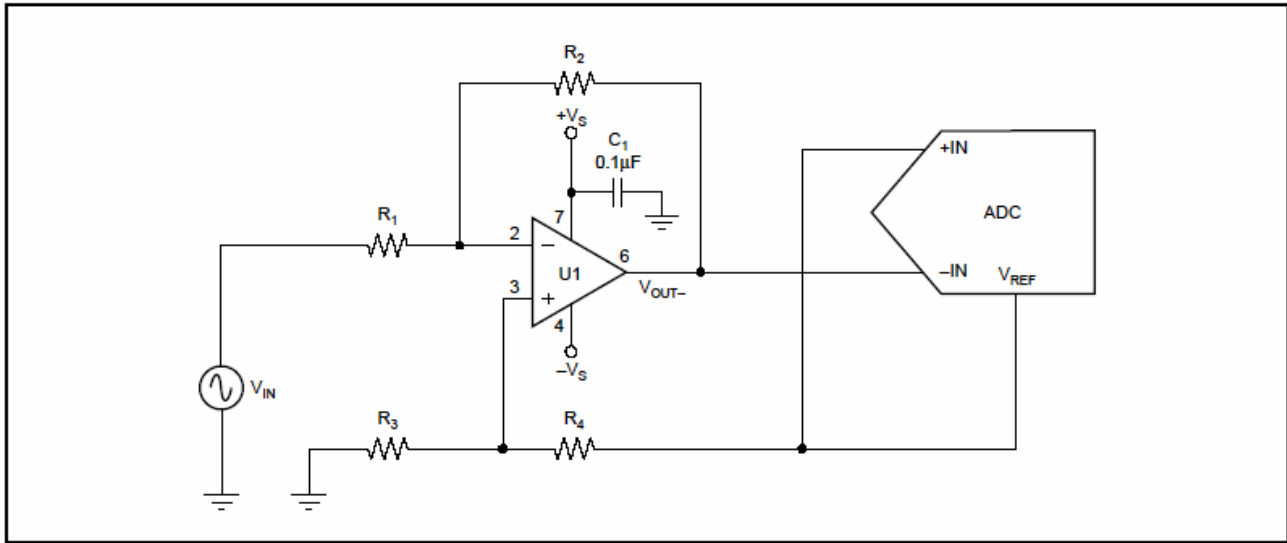 R2
+VS
C1
0.1μF
+IN
ADC
R1
7
2
−
6
U1
−IN
3
+
VOUT−
VREF
4
−VS
VIN
R3
R4